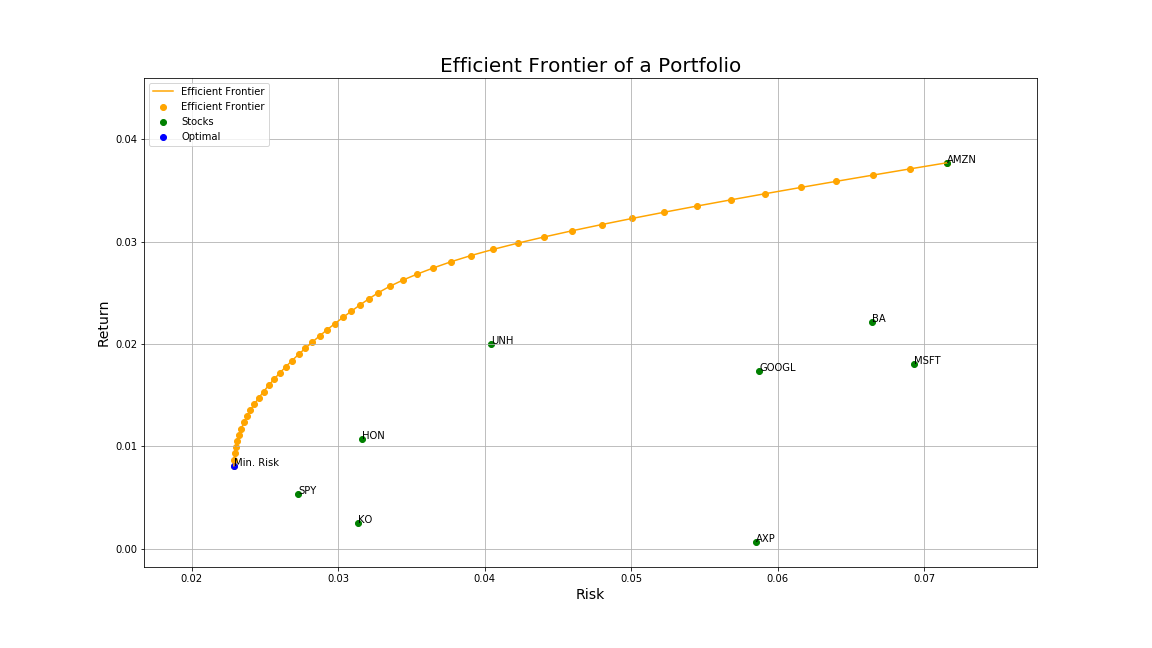 Efficient Frontier of a Portfolio
Efficient Frontier
Efficient Frontier
Stocks
Optimal
0.04
0.03
0.02
0.01
0.00
Return
AMZN
BA
UNH
MSFT
GOOGL
HON
Min. Risk
SPY
KO
AXP
0.02 0.03 0.04 0.05 0.06 0.07
Risk